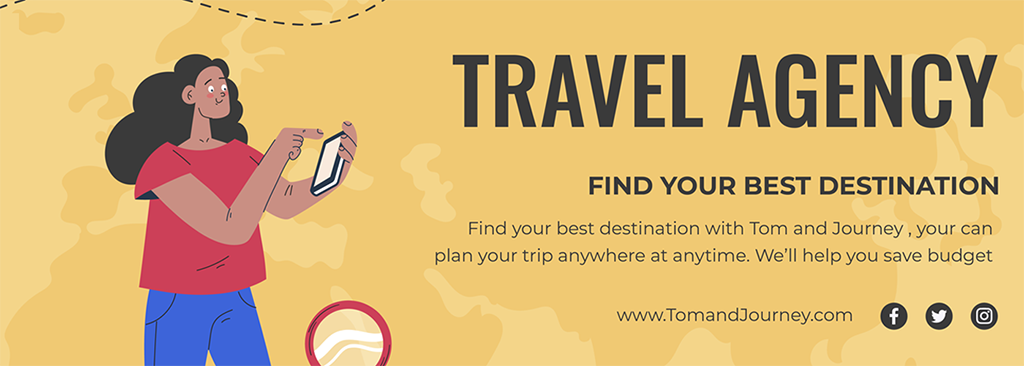 TRAVEL AGENCY
FIND YOUR BEST DESTINATION
Find your best destination with Tom and Journey , your can
plan your trip anywhere at anytime. We’ll help you save budget
www.TomandJourney.com